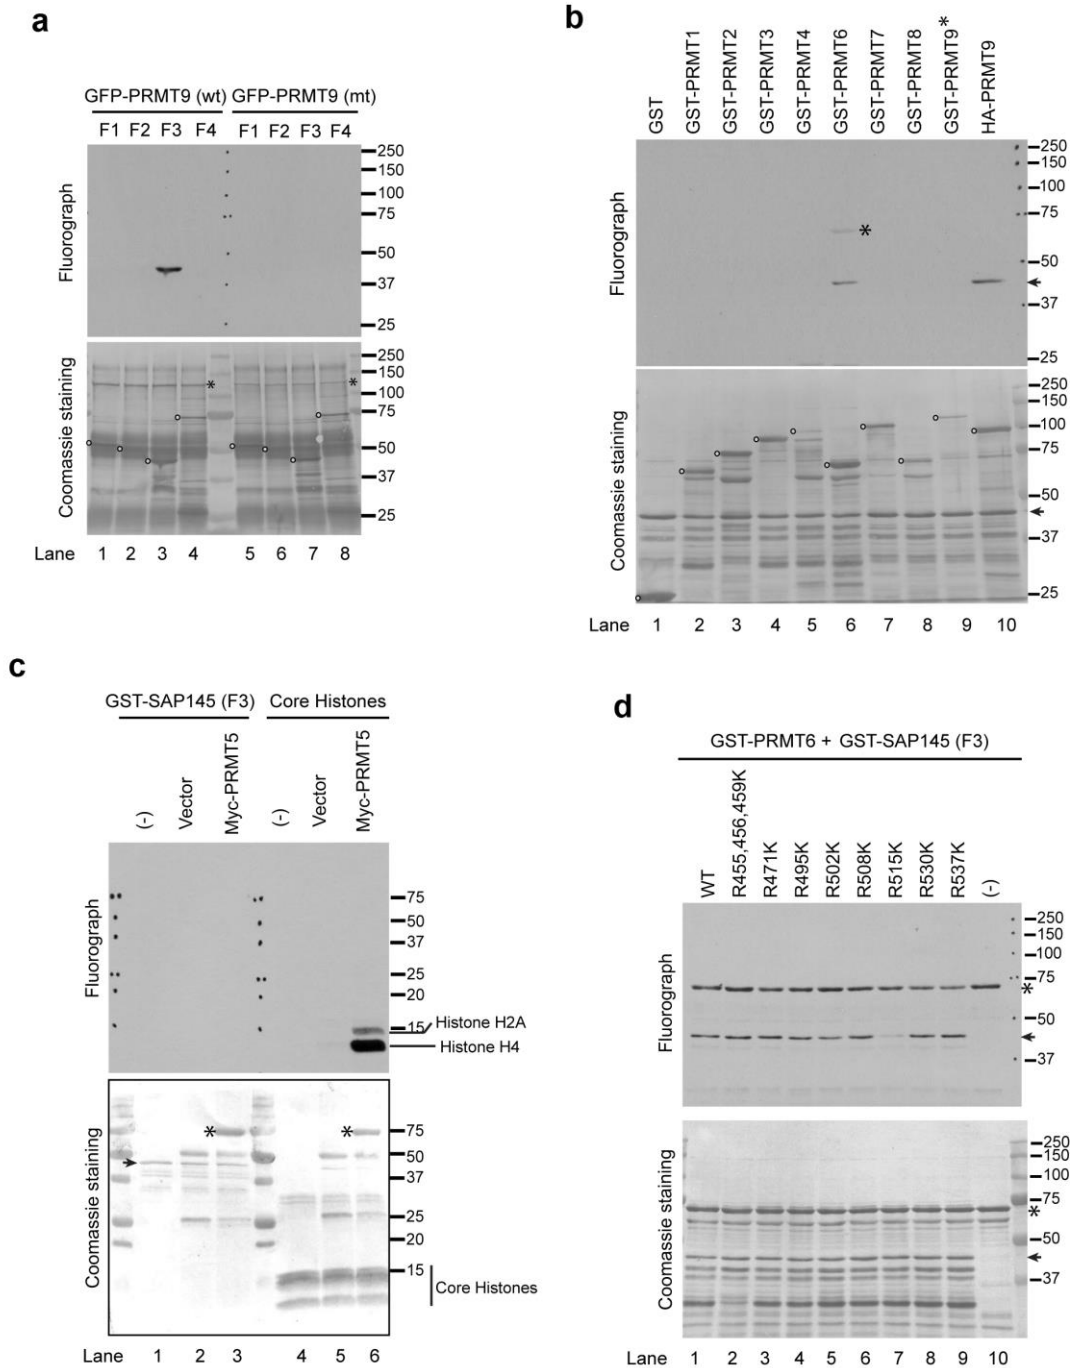 a
GFP-PRMT9 (wt) GFP-PRMT9 (mt)
F1 F2 F3 F4 F1 F2 F3 F4
Fluorograph
250
150
100
75
50
37
25
Coomassie staining
*
*
250
150
100
75
50
37
25
Lane 1 2 3 4 5 6 7 8
b
GST
GST-PRMT1
GST-PRMT2
GST-PRMT3
GST-PRMT4
GST-PRMT6
GST-PRMT7
GST-PRMT8
GST-PRMT9*
HA-PRMT9
Fluorograph
*
250
150
100
75
50
37
25
Coomassie staining
250
150
100
75
50
37
25
Lane 1 2 3 4 5 6 7 8 9 10
c
GST-SAP145 (F3) Core Histones
(-)
Vector
Myc-PRMT5
(-)
Vector
Myc-PRMT5
Fluorograph
75
50
37
25
20
15
Histone H2A
Histone H4
Coomassie staining
*
*
75
50
37
25
20
15
Core Histones
Lane 1 2 3 4 5 6
d
GST-PRMT6 + GST-SAP145 (F3)
WT
R455,456,459K
R471K
R495K
R502K
R508K
R515K
R530K
R537K
(-)
Fluorograph
250
150
100
75
*
50
37
Coomassie staining
250
150
100
75
*
50
37
Lane 1 2 3 4 5 6 7 8 9 10